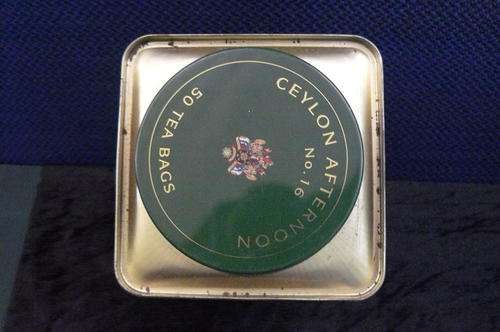 CEYLON AFTERNOON
No. 16
50 TEA BAGS